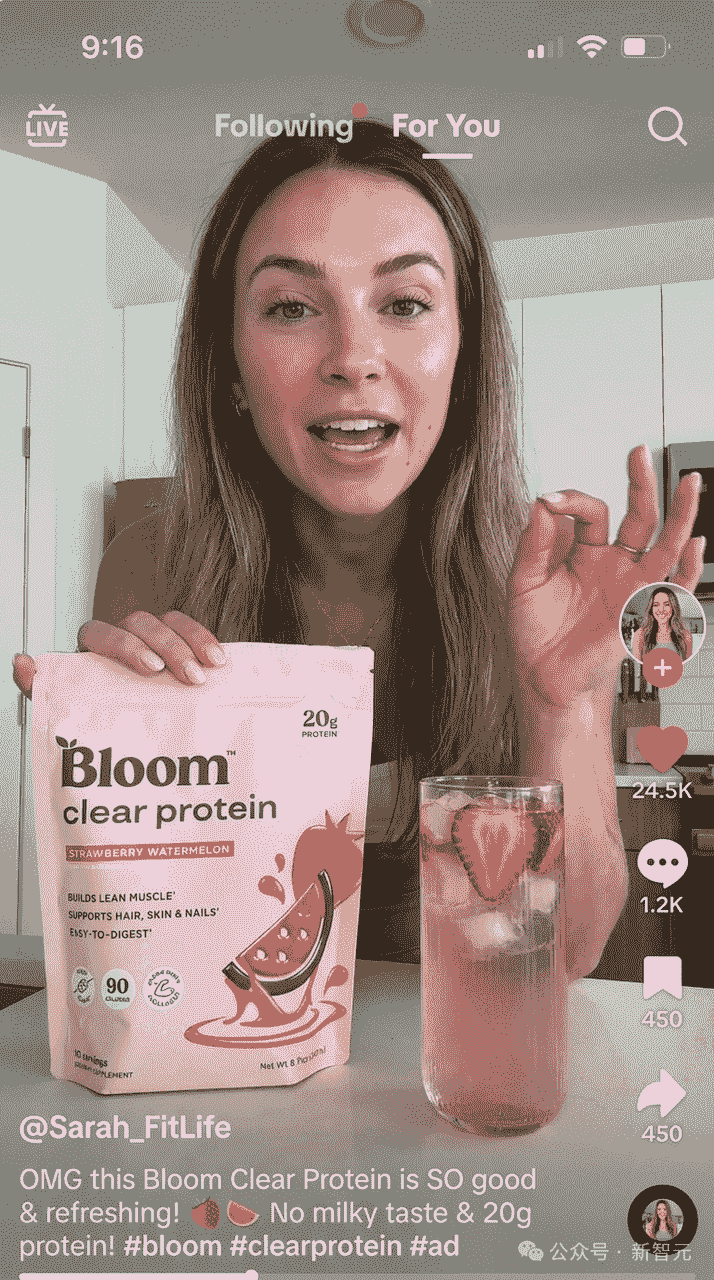 9:16
LIVE
Following
For You
20g
PROTEIN
Bloom™
clear protein
STRAWBERRY WATERMELON
BUILDS LEAN MUSCLE*
SUPPORTS HAIR, SKIN & NAILS*
EASY-TO-DIGEST*
90
24.5K
1.2K
450
450
Net Wt 8
@Sarah_FitLife
OMG this Bloom Clear Protein is SO good
& refreshing! 🍓🍉 No milky taste & 20g
protein! #bloom #clearprotein #ad
公众号 · 新智元